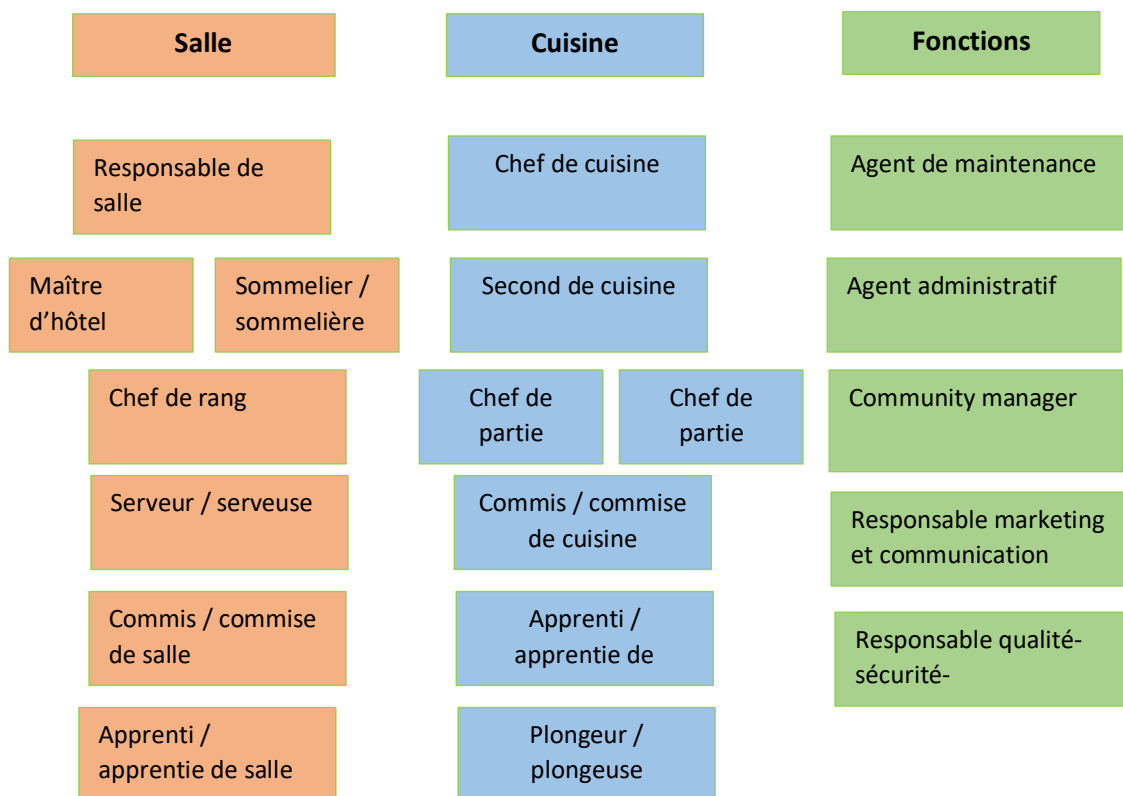 Salle
Cuisine
Fonctions
Responsable de
salle
Chef de cuisine
Agent de maintenance
Maître
d’hôtel
Sommelier /
sommelière
Second de cuisine
Agent administratif
Chef de rang
Chef de
partie
Chef de
partie
Community manager
Serveur / serveuse
Commis / commise
de cuisine
Responsable marketing
et communication
Commis / commise
de salle
Apprenti /
apprentie de
Responsable qualité-
sécurité-
Apprenti /
apprentie de salle
Plongeur /
plongeuse